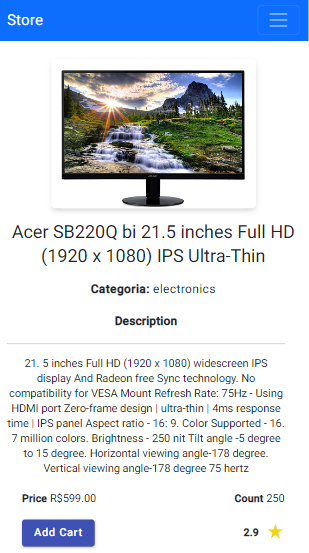 Store
Acer SB220Q bi 21.5 inches Full HD
(1920 x 1080) IPS Ultra-Thin
Categoria: electronics
Description
21. 5 inches Full HD (1920 x 1080) widescreen IPS
display And Radeon free Sync technology. No
compatibility for VESA Mount Refresh Rate: 75Hz - Using
HDMI port Zero-frame design | ultra-thin | 4ms response
time | IPS panel Aspect ratio - 16: 9. Color Supported - 16.
7 million colors. Brightness - 250 nit Tilt angle -5 degree
to 15 degree. Horizontal viewing angle-178 degree.
Vertical viewing angle-178 degree 75 hertz
Price R$599.00 Count 250
Add Cart 2.9